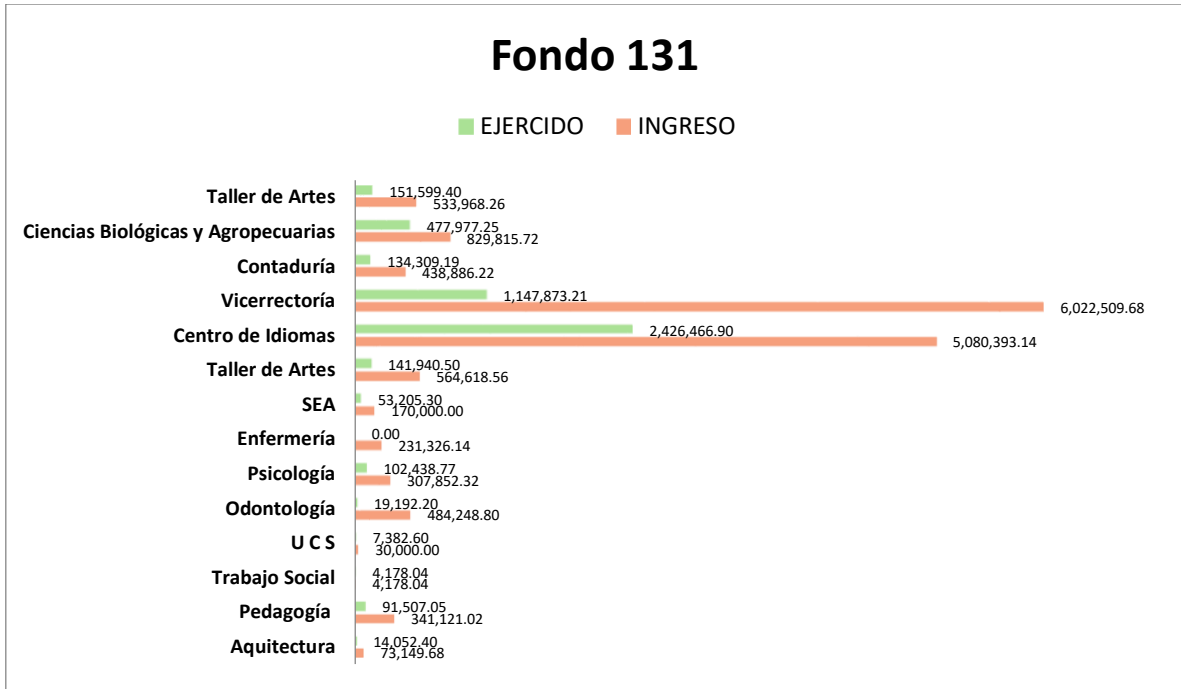 Fondo 131
EJERCIDO INGRESO
Taller de Artes 151,599.40
533,968.26
Ciencias Biológicas y Agropecuarias 477,977.25
829,815.72
Contaduría 134,309.19
438,886.22
Vicerrectoría 1,147,873.21
6,022,509.68
Centro de Idiomas 2,426,466.90
5,080,393.14
Taller de Artes 141,940.50
564,618.56
SEA 53,205.30
170,000.00
Enfermería 0.00
231,326.14
Psicología 102,438.77
307,852.32
Odontología 19,192.20
484,248.80
U C S 7,382.60
30,000.00
Trabajo Social 4,178.04
4,178.04
Pedagogía 91,507.05
341,121.02
Aquitectura 14,052.40
73,149.68